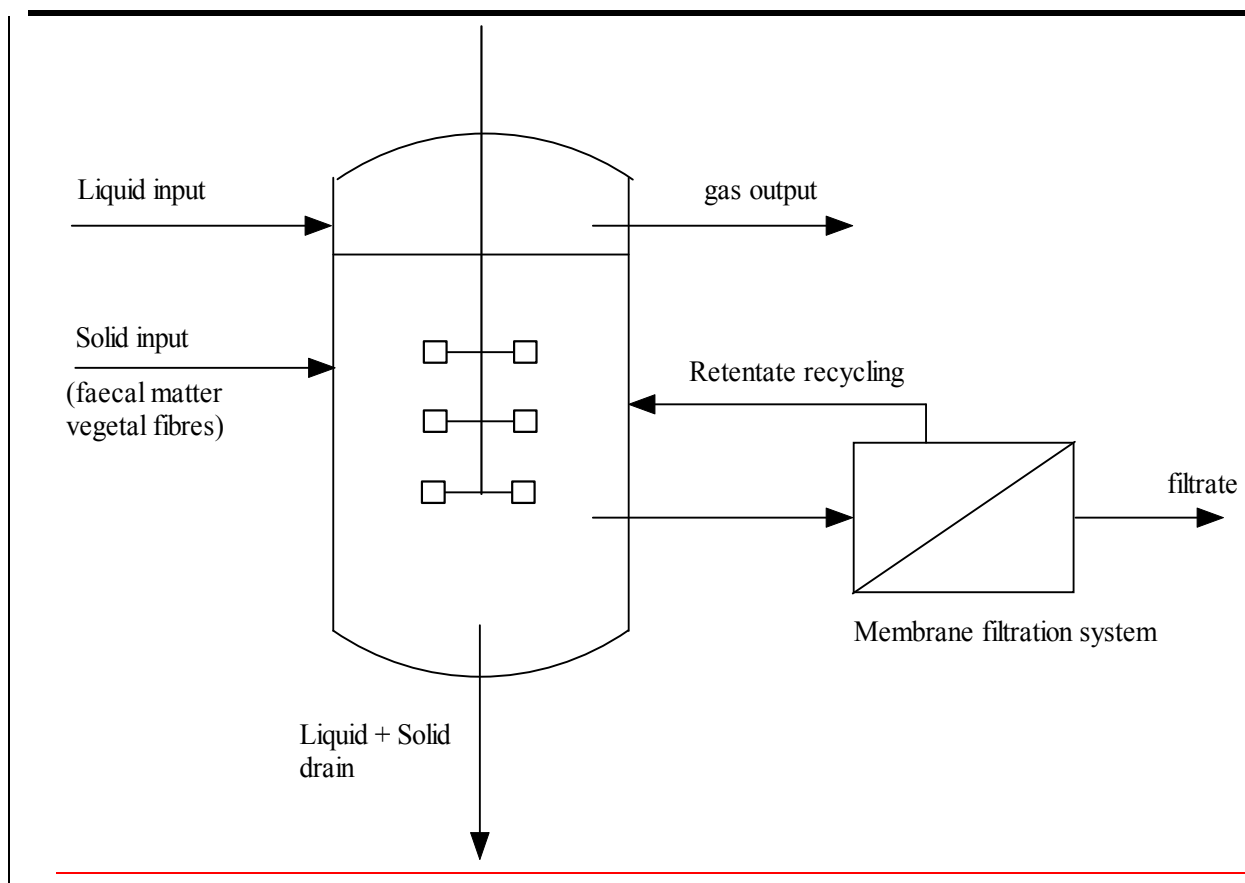 Liquid input
gas output
Solid input
(faecal matter
vegetal fibres)
Retentate recycling
filtrate
Membrane filtration system
Liquid + Solid
drain